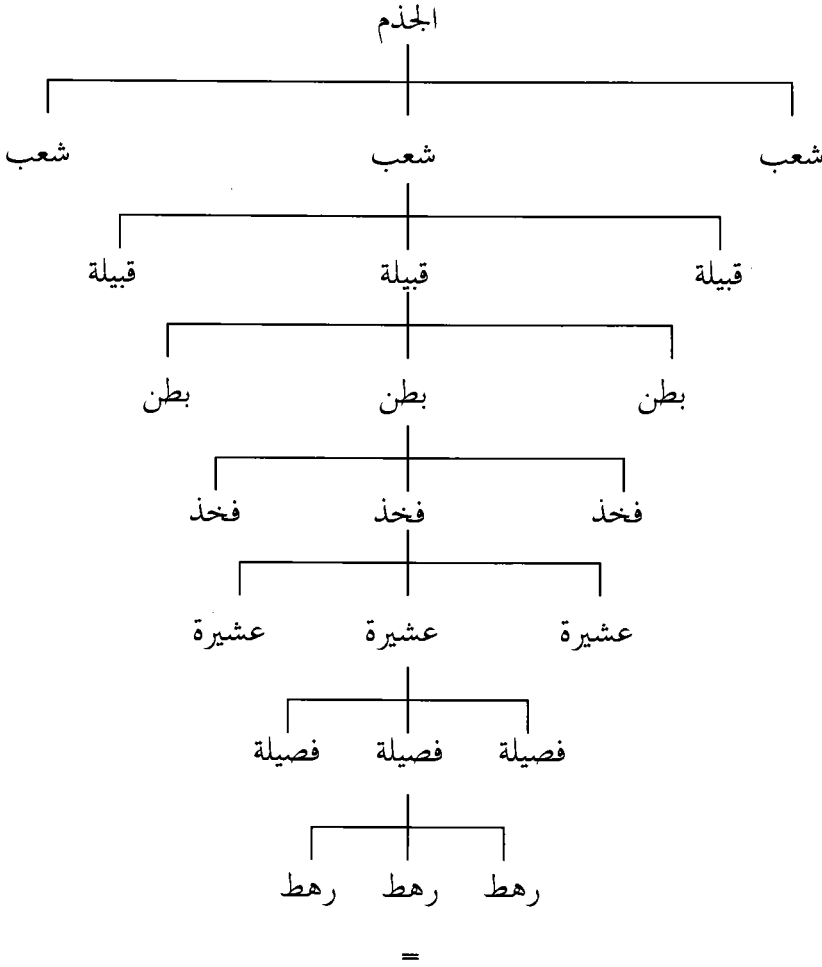 الجذم
شعب شعب شعب
قبيلة قبيلة قبيلة
بطن بطن بطن
فخذ فخذ فخذ
عشيرة عشيرة عشيرة
فصيلة فصيلة فصيلة
رهط رهط رهط
=